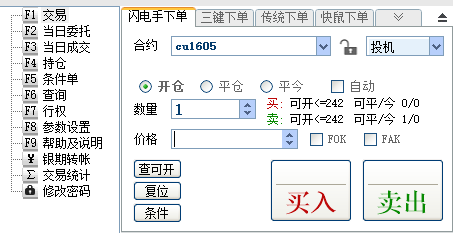 F1 交易
F2 当日委托
F3 当日成交
F4 持仓
F5 条件单
F6 查询
F7 行权
F8 参数设置
F9 帮助及说明
¥ 银期转帐
Σ 交易统计
修改密码
闪电手下单 三键下单 传统下单 快鼠下单
合约 cu1605 投机
开仓 平仓 平今 自动
数量 1
买: 可开<=242 可平/今 0/0
卖: 可开<=242 可平/今 1/0
价格 FOK FAK
查可开
复位
条件
买入 卖出